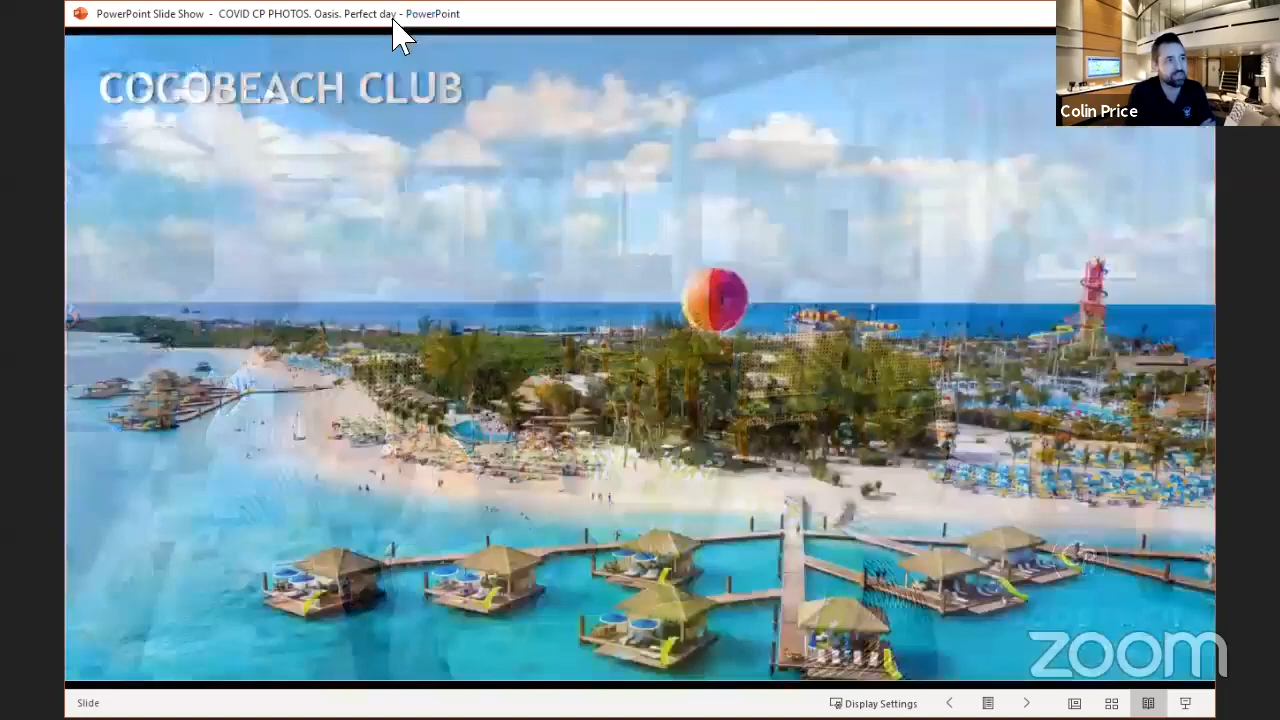 PowerPoint Slide Show - COVID CP PHOTOS. Oasis. Perfect day - PowerPoint
COCOBEACH CLUB
Colin Price
zoom
Slide
Display Settings